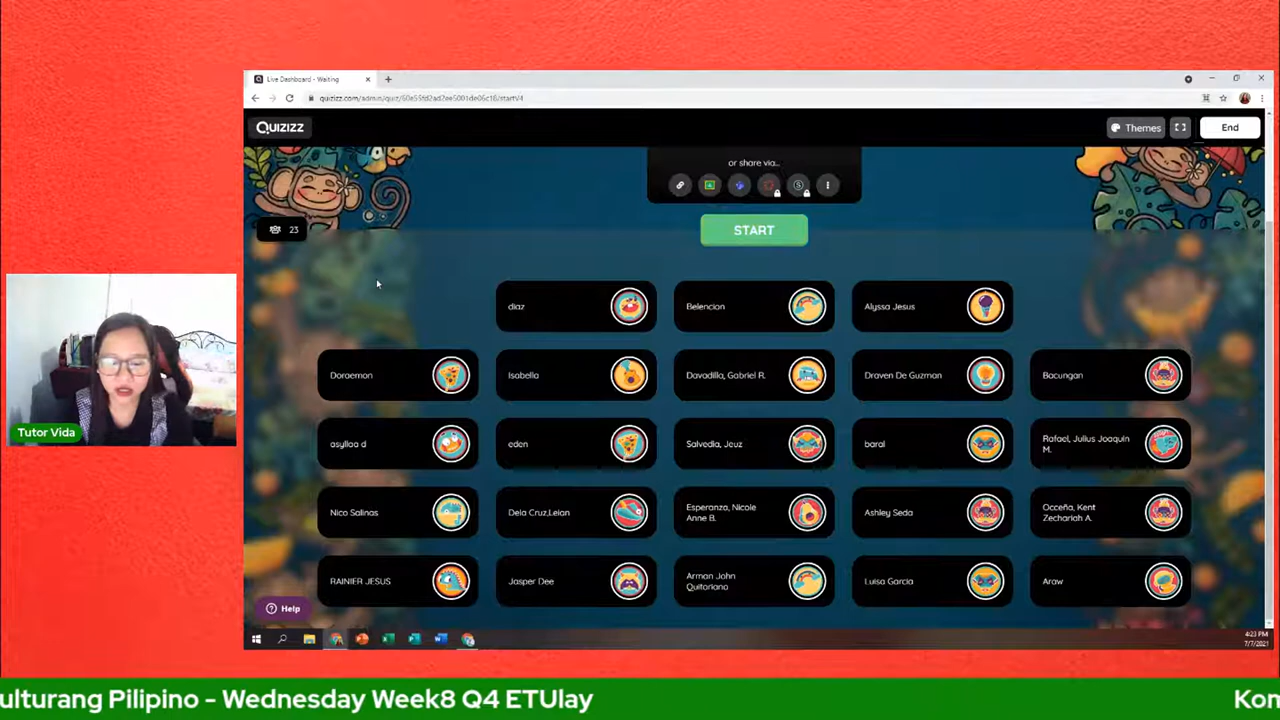 Live Dashboard - Waiting
quizizz.com/admin/quiz/60e55fd2ad2ee5001de06c18/startV4
QUIZIZZ
Themes
End
or share via...
23
START
diaz
Belencion
Alyssa Jesus
Doraemon
Isabella
Davadilla, Gabriel R.
Draven De Guzman
Bacungan
asyllaa d
eden
Salvedia, Jeuz
baral
Rafael, Julius Joaquin
M.
Nico Salinas
Dela Cruz,Leian
Esperanza, Nicole
Anne B.
Ashley Seda
Occeña, Kent
Zechariah A.
RAINIER JESUS
Jasper Dee
Arman John
Quitoriano
Luisa Garcia
Araw
Help
Tutor Vida
4:23 PM
7/7/2021
ulturang Pilipino - Wednesday Week8 Q4 ETUlay
Kon